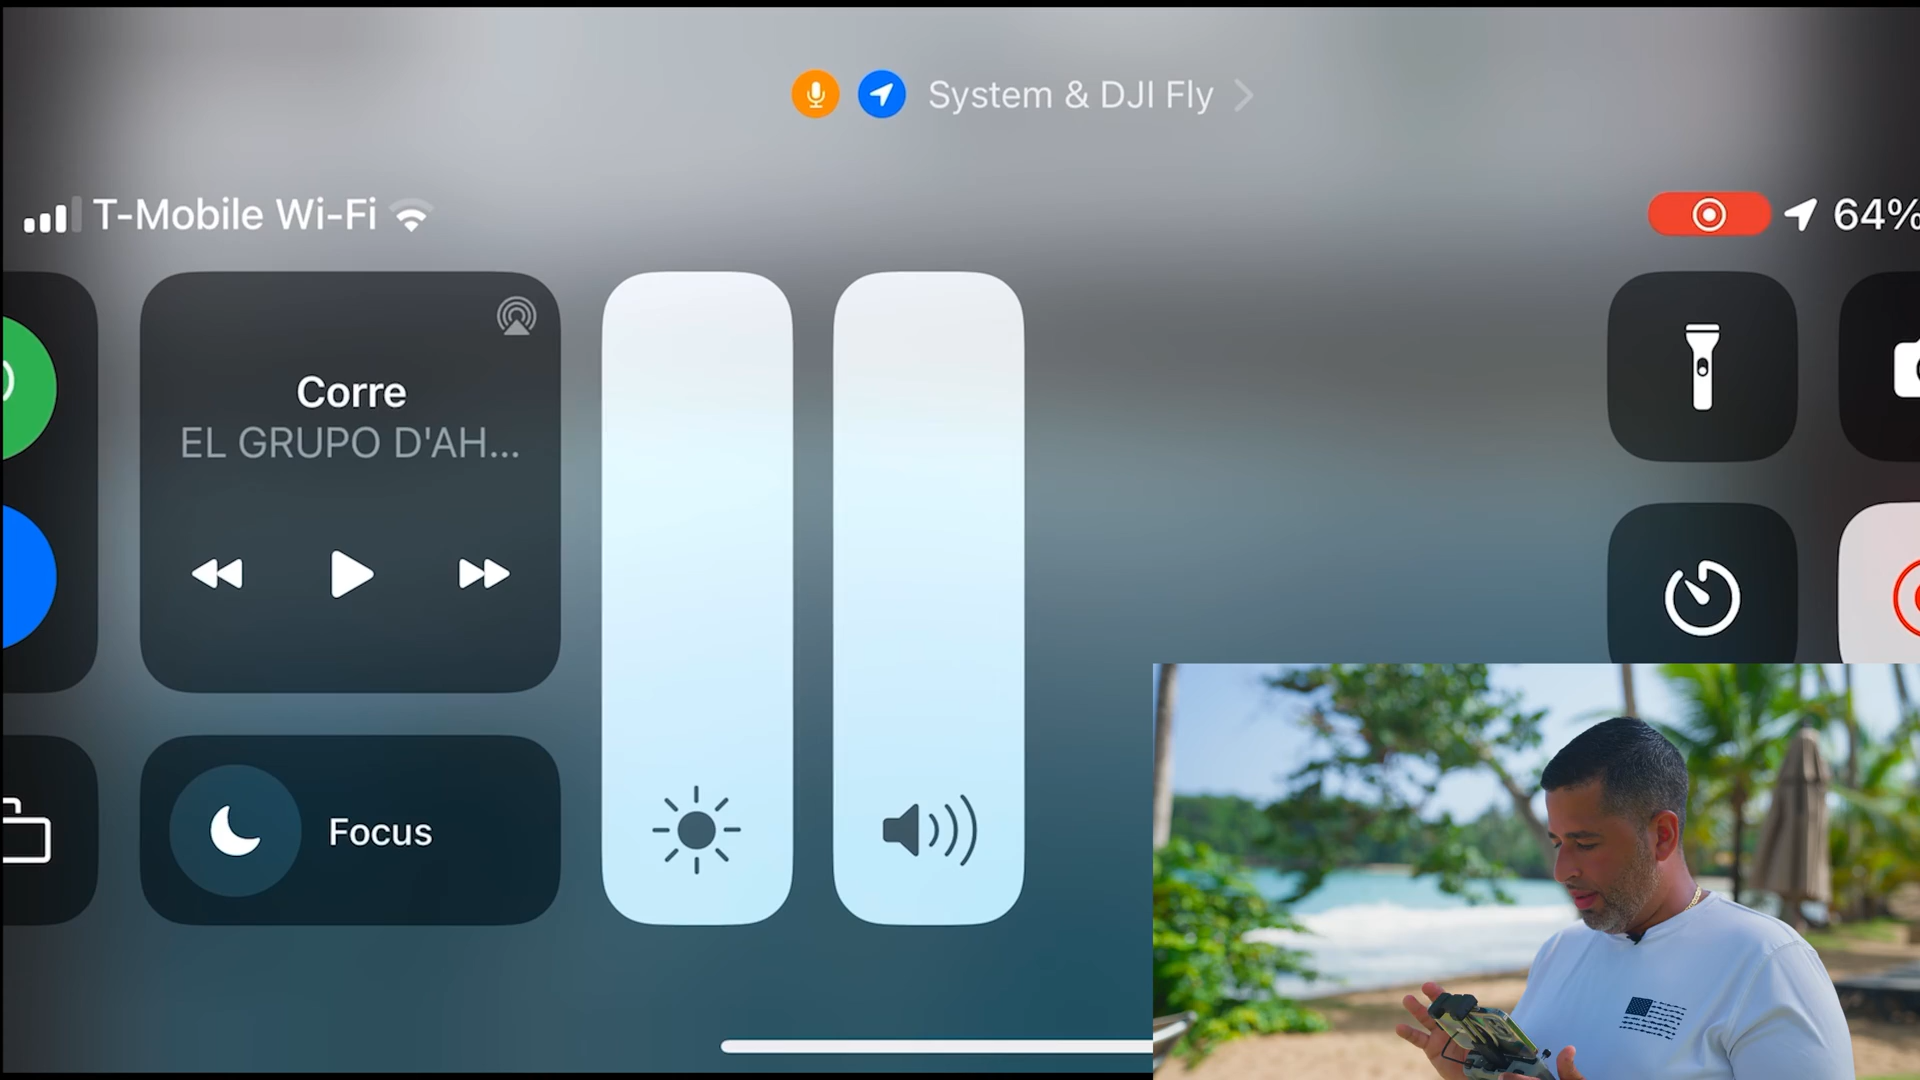 System & DJI Fly
T-Mobile Wi-Fi
64%
Corre
EL GRUPO D'AH...
Focus